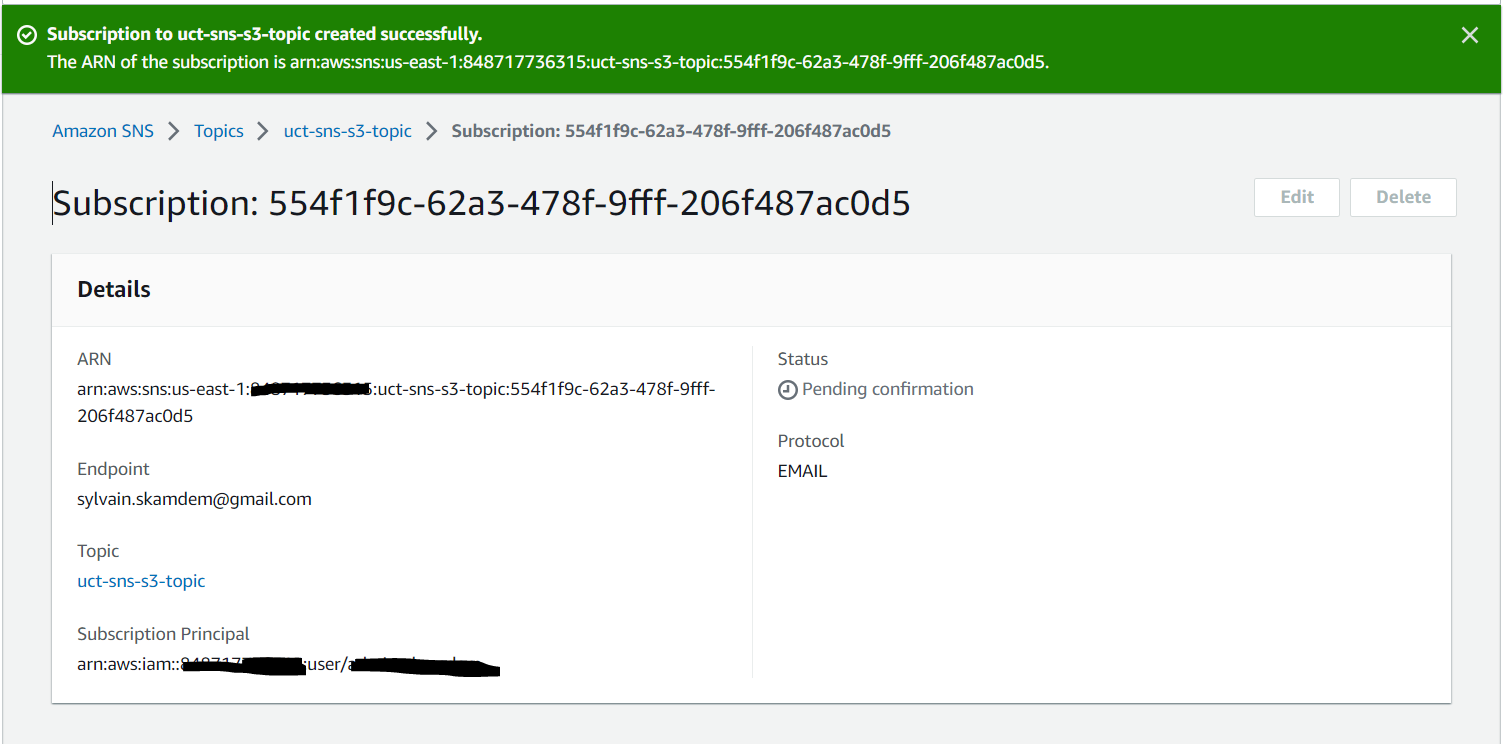 Subscription to uct-sns-s3-topic created successfully.
The ARN of the subscription is arn:aws:sns:us-east-1:848717736315:uct-sns-s3-topic:554f1f9c-62a3-478f-9fff-206f487ac0d5.
Amazon SNS > Topics > uct-sns-s3-topic > Subscription: 554f1f9c-62a3-478f-9fff-206f487ac0d5
Subscription: 554f1f9c-62a3-478f-9fff-206f487ac0d5
Edit Delete
Details
ARN
arn:aws:sns:us-east-1: :uct-sns-s3-topic:554f1f9c-62a3-478f-9fff-
206f487ac0d5
Endpoint
sylvain.skamdem@gmail.com
Topic
uct-sns-s3-topic
Subscription Principal
arn:aws:iam:: :user/
Status
Pending confirmation
Protocol
EMAIL